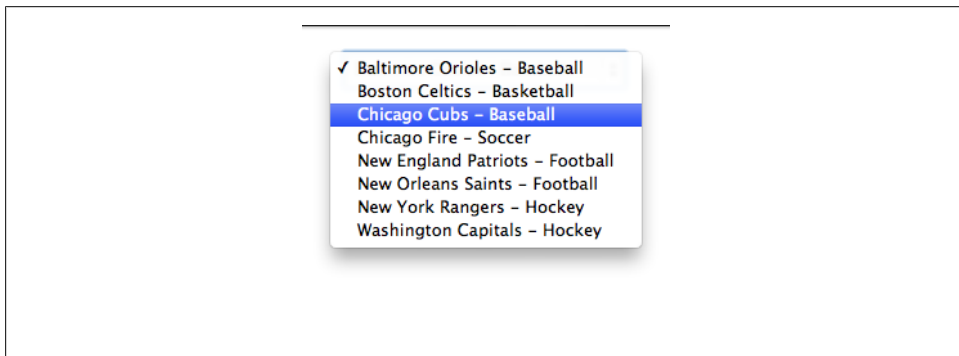 ✓ Baltimore Orioles – Baseball
Boston Celtics – Basketball
Chicago Cubs – Baseball
Chicago Fire – Soccer
New England Patriots – Football
New Orleans Saints – Football
New York Rangers – Hockey
Washington Capitals – Hockey